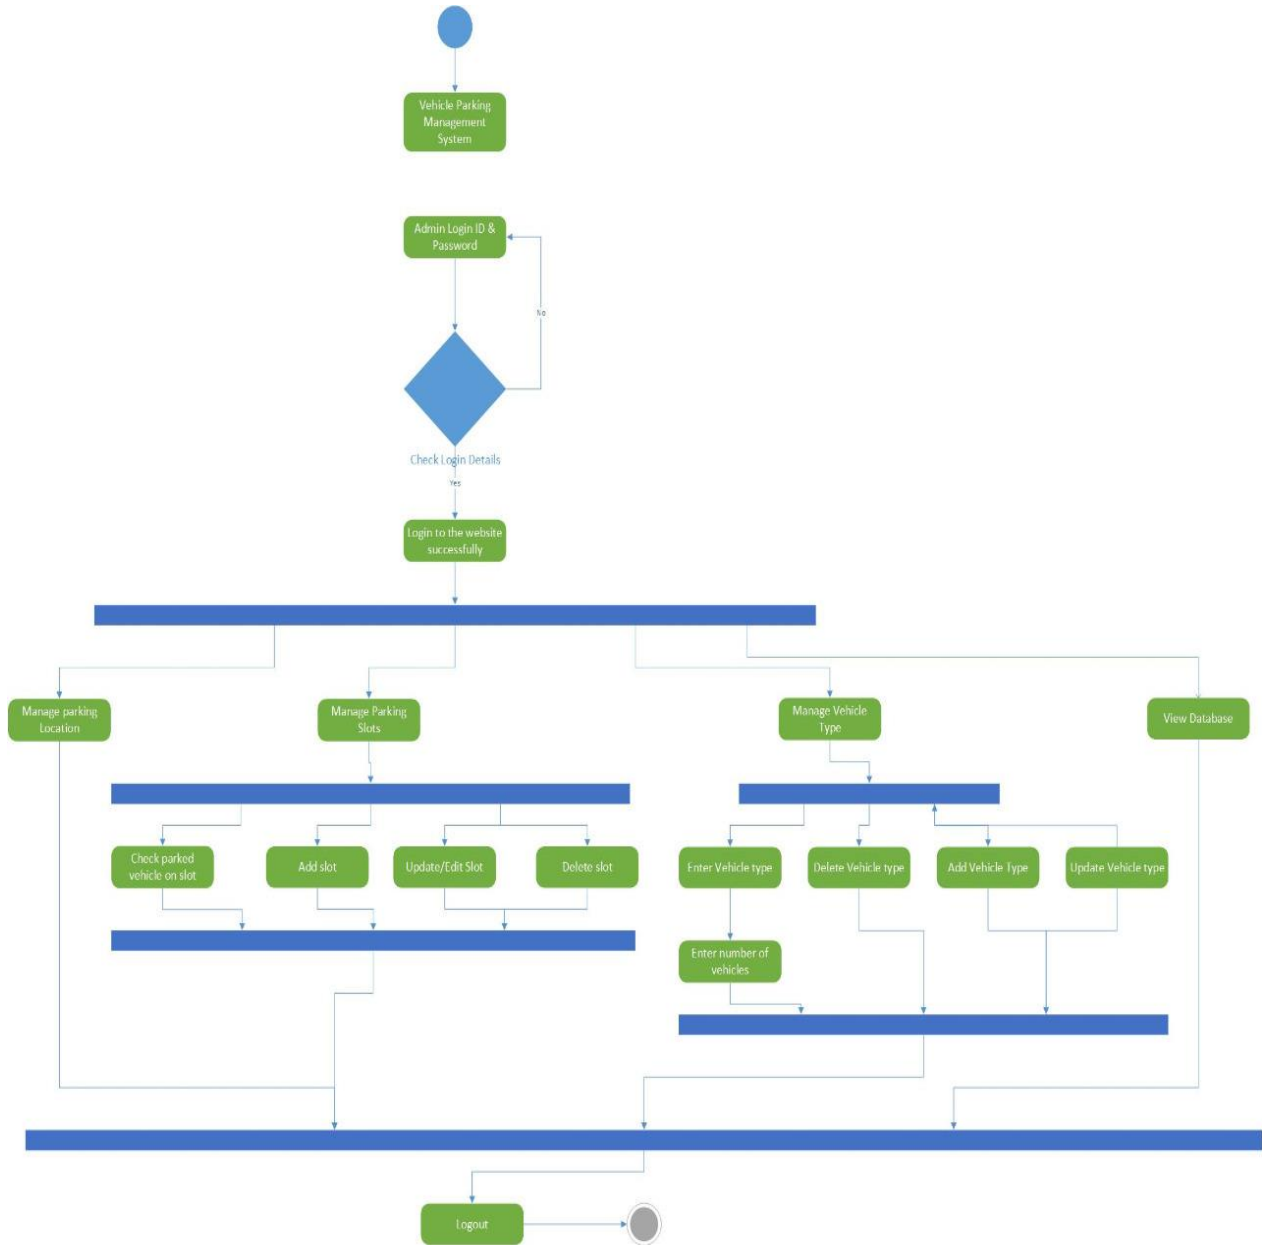 Vehicle Parking
Management
System
Admin Login ID &
Password
No
Check Login Details
Yes
Login to the website
successfully
Manage parking
Location
Manage Parking
Slots
Manage Vehicle
Type
View Database
Check parked
vehicle on slot
Add slot
Update/Edit Slot
Delete slot
Enter Vehicle type
Delete Vehicle type
Add Vehicle Type
Update Vehicle type
Enter number of
vehicles
Logout